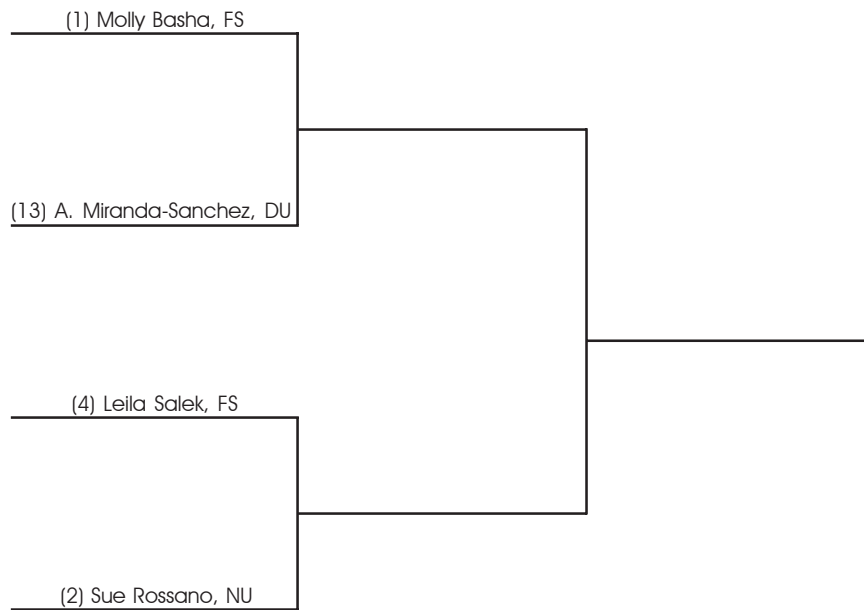 (1) Molly Basha, FS
(13) A. Miranda-Sanchez, DU
(4) Leila Salek, FS
(2) Sue Rossano, NU